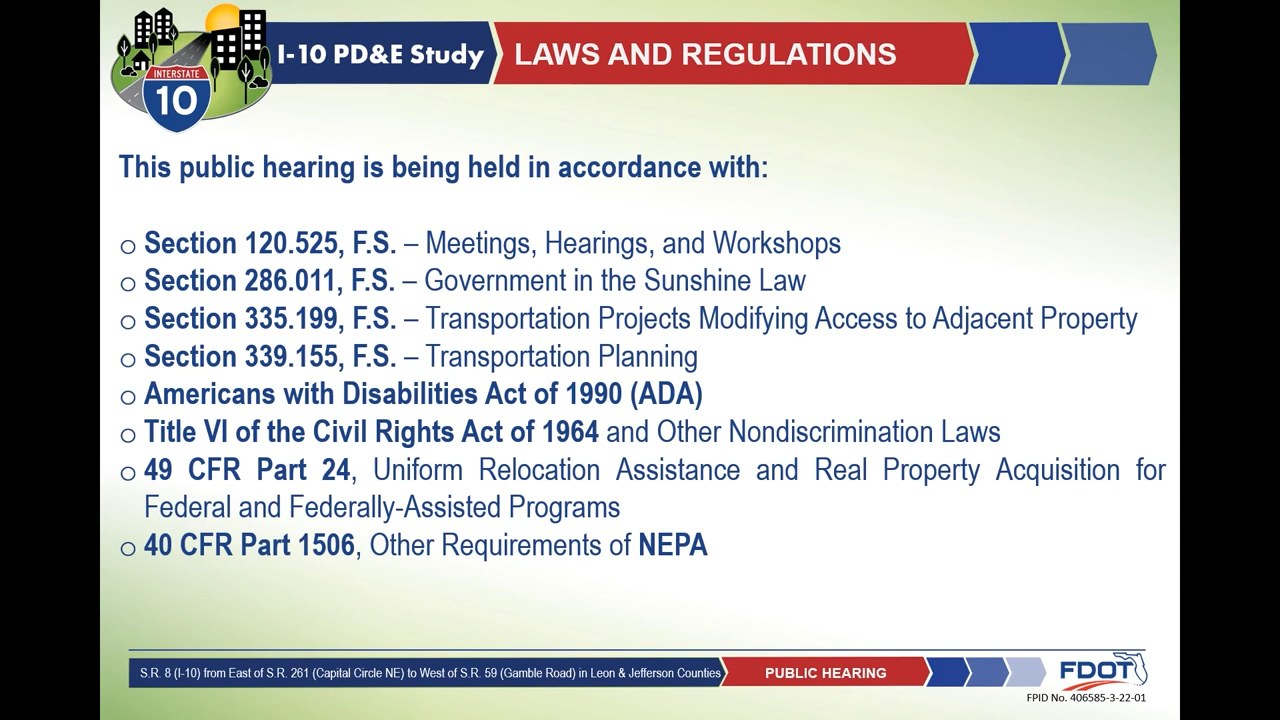 I-10 PD&E Study
LAWS AND REGULATIONS
INTERSTATE
10
This public hearing is being held in accordance with:
o Section 120.525, F.S. – Meetings, Hearings, and Workshops
o Section 286.011, F.S. – Government in the Sunshine Law
o Section 335.199, F.S. – Transportation Projects Modifying Access to Adjacent Property
o Section 339.155, F.S. – Transportation Planning
o Americans with Disabilities Act of 1990 (ADA)
o Title VI of the Civil Rights Act of 1964 and Other Nondiscrimination Laws
o 49 CFR Part 24, Uniform Relocation Assistance and Real Property Acquisition for
Federal and Federally-Assisted Programs
o 40 CFR Part 1506, Other Requirements of NEPA
S.R. 8 (I-10) from East of S.R. 261 (Capital Circle NE) to West of S.R. 59 (Gamble Road) in Leon & Jefferson Counties
PUBLIC HEARING
FDOT
FPID No. 406585-3-22-01